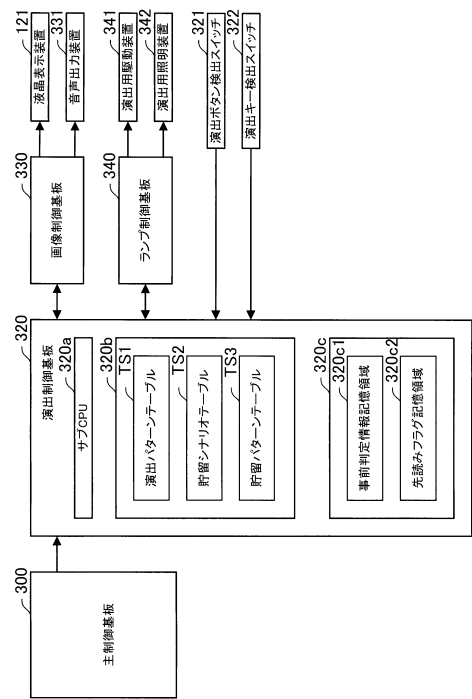 300
主制御基板
320
演出制御基板
320a
サブCPU
320b
TS1
演出パターンテーブル
TS2
貯留シナリオテーブル
TS3
貯留パターンテーブル
320c
320c1
事前判定情報記憶領域
320c2
先読みフラグ記憶領域
330
画像制御基板
340
ランプ制御基板
121
液晶表示装置
331
音声出力装置
341
演出用駆動装置
342
演出用照明装置
321
演出ボタン検出スイッチ
322
演出キー検出スイッチ